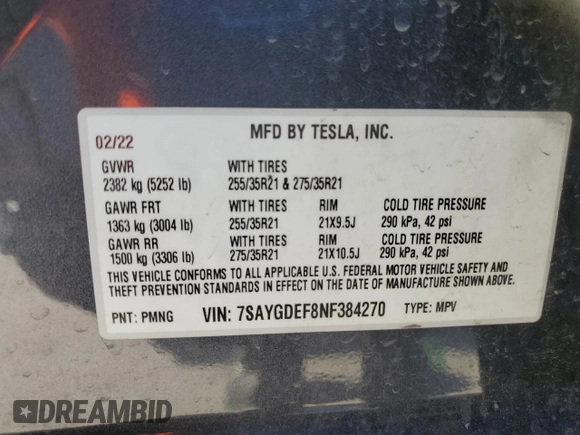 02/22 MFD BY TESLA, INC.
GVWR WITH TIRES
2382 kg (5252 lb) 255/35R21 & 275/35R21
GAWR FRT WITH TIRES RIM COLD TIRE PRESSURE
1363 kg (3004 lb) 255/35R21 21X9.5J 290 kPa, 42 psi
GAWR RR WITH TIRES RIM COLD TIRE PRESSURE
1500 kg (3306 lb) 275/35R21 21X10.5J 290 kPa, 42 psi
THIS VEHICLE CONFORMS TO ALL APPLICABLE U.S. FEDERAL MOTOR VEHICLE SAFETY AND
THEFT PREVENTION STANDARDS IN EFFECT ON THE DATE OF MANUFACTURE SHOWN ABOVE.
PNT: PMNG VIN: 7SAYGDEF8NF384270 TYPE: MPV
DREAMBID